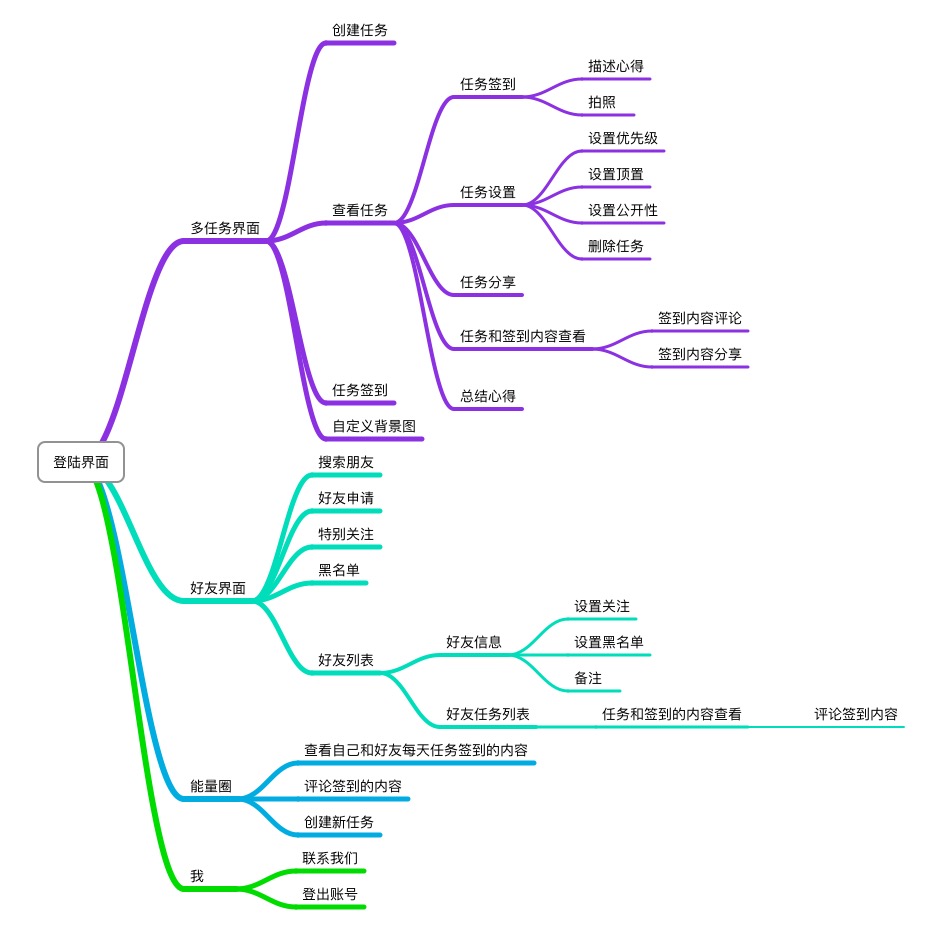 创建任务
任务签到
描述心得
拍照
设置优先级
设置顶置
任务设置
查看任务
设置公开性
多任务界面
删除任务
任务分享
签到内容评论
任务和签到内容查看
签到内容分享
任务签到
总结心得
自定义背景图
登陆界面
搜索朋友
好友申请
特别关注
黑名单
好友界面
设置关注
好友信息
设置黑名单
好友列表
备注
好友任务列表
任务和签到的内容查看
评论签到内容
查看自己和好友每天任务签到的内容
能量圈
评论签到的内容
创建新任务
联系我们
我
登出账号